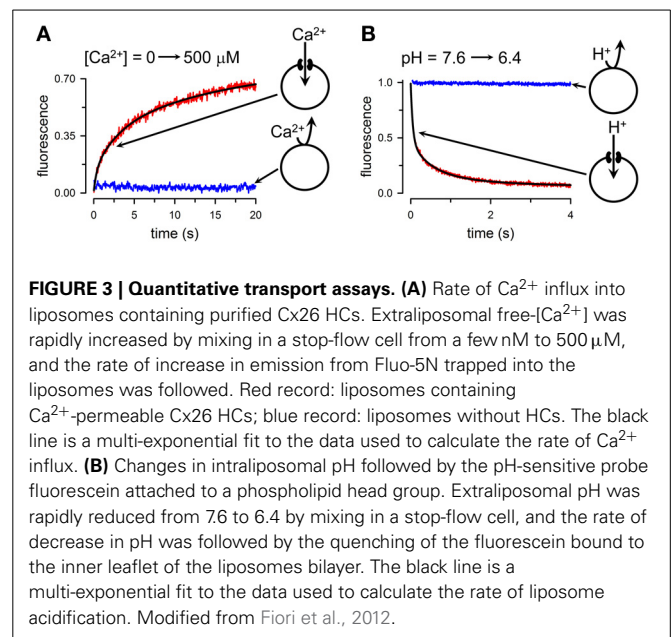 A
[Ca²⁺] = 0 → 500 μM
Ca²⁺
0.70
0.35
0.00
fluorescence
Ca²⁺
0
5
10
15
20
time (s)
B
pH = 7.6 → 6.4
H⁺
1.0
0.5
0.0
fluorescence
H⁺
0
2
4
time (s)
FIGURE 3 | Quantitative transport assays. (A) Rate of Ca²⁺ influx into
liposomes containing purified Cx26 HCs. Extraliposomal free-[Ca²⁺] was
rapidly increased by mixing in a stop-flow cell from a few nM to 500 μM,
and the rate of increase in emission from Fluo-5N trapped into the
liposomes was followed. Red record: liposomes containing
Ca²⁺-permeable Cx26 HCs; blue record: liposomes without HCs. The black
line is a multi-exponential fit to the data used to calculate the rate of Ca²⁺
influx. (B) Changes in intraliposomal pH followed by the pH-sensitive probe
fluorescein attached to a phospholipid head group. Extraliposomal pH was
rapidly reduced from 7.6 to 6.4 by mixing in a stop-flow cell, and the rate of
decrease in pH was followed by the quenching of the fluorescein bound to
the inner leaflet of the liposomes bilayer. The black line is a
multi-exponential fit to the data used to calculate the rate of liposome
acidification. Modified from Fiori et al., 2012.